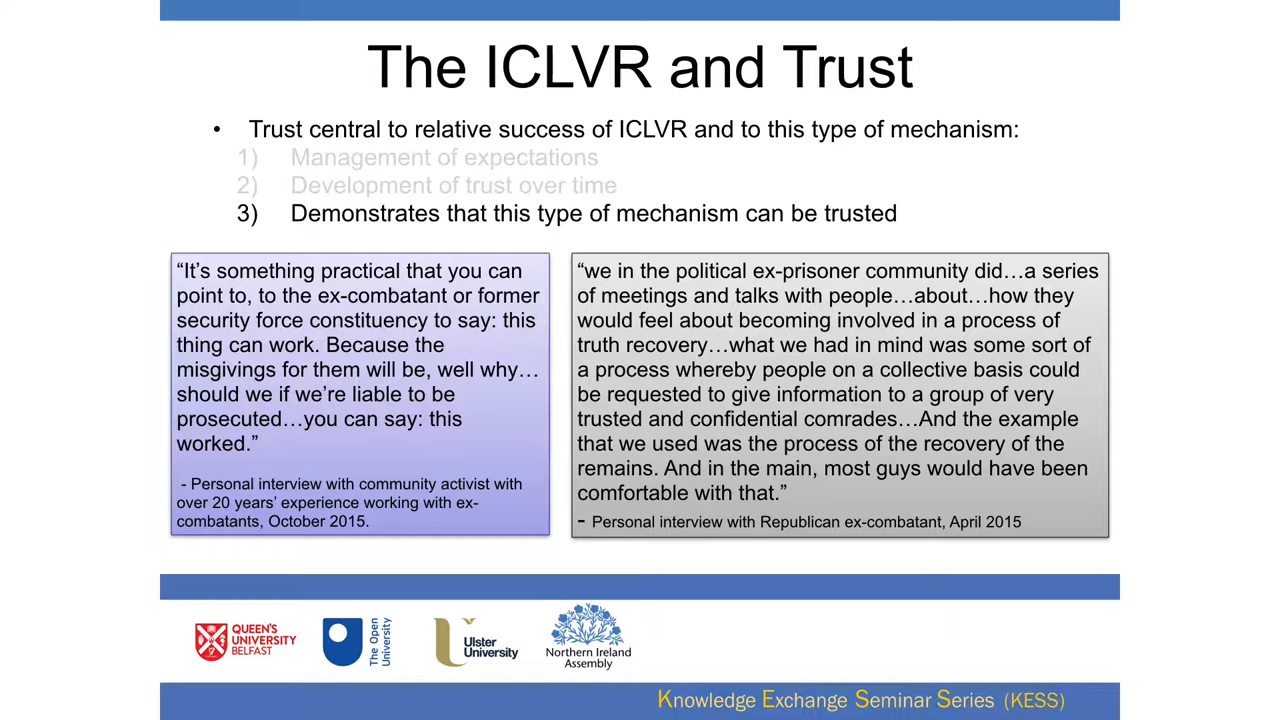 The ICLVR and Trust
• Trust central to relative success of ICLVR and to this type of mechanism:
1) Management of expectations
2) Development of trust over time
3) Demonstrates that this type of mechanism can be trusted
“It’s something practical that you can
point to, to the ex-combatant or former
security force constituency to say: this
thing can work. Because the
misgivings for them will be, well why…
should we if we’re liable to be
prosecuted…you can say: this
worked.”
- Personal interview with community activist with
over 20 years’ experience working with ex-
combatants, October 2015.
“we in the political ex-prisoner community did…a series
of meetings and talks with people…about…how they
would feel about becoming involved in a process of
truth recovery…what we had in mind was some sort of
a process whereby people on a collective basis could
be requested to give information to a group of very
trusted and confidential comrades…And the example
that we used was the process of the recovery of the
remains. And in the main, most guys would have been
comfortable with that.”
- Personal interview with Republican ex-combatant, April 2015
QUEEN'S
UNIVERSITY
BELFAST
The Open
University
Ulster
University
Northern Ireland
Assembly
Knowledge Exchange Seminar Series (KESS)